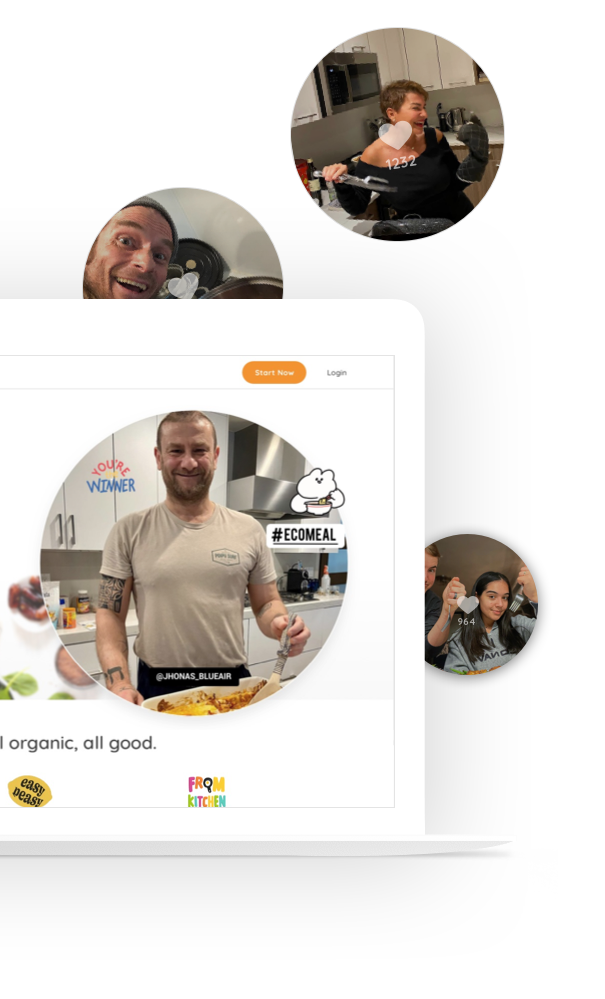 1232
Start Now
Login
YOU'RE
WINNER
#ECOMEAL
964
@JHONAS_BLUEAIR
l organic, all good.
easy
peasy
FROM
KITCHEN